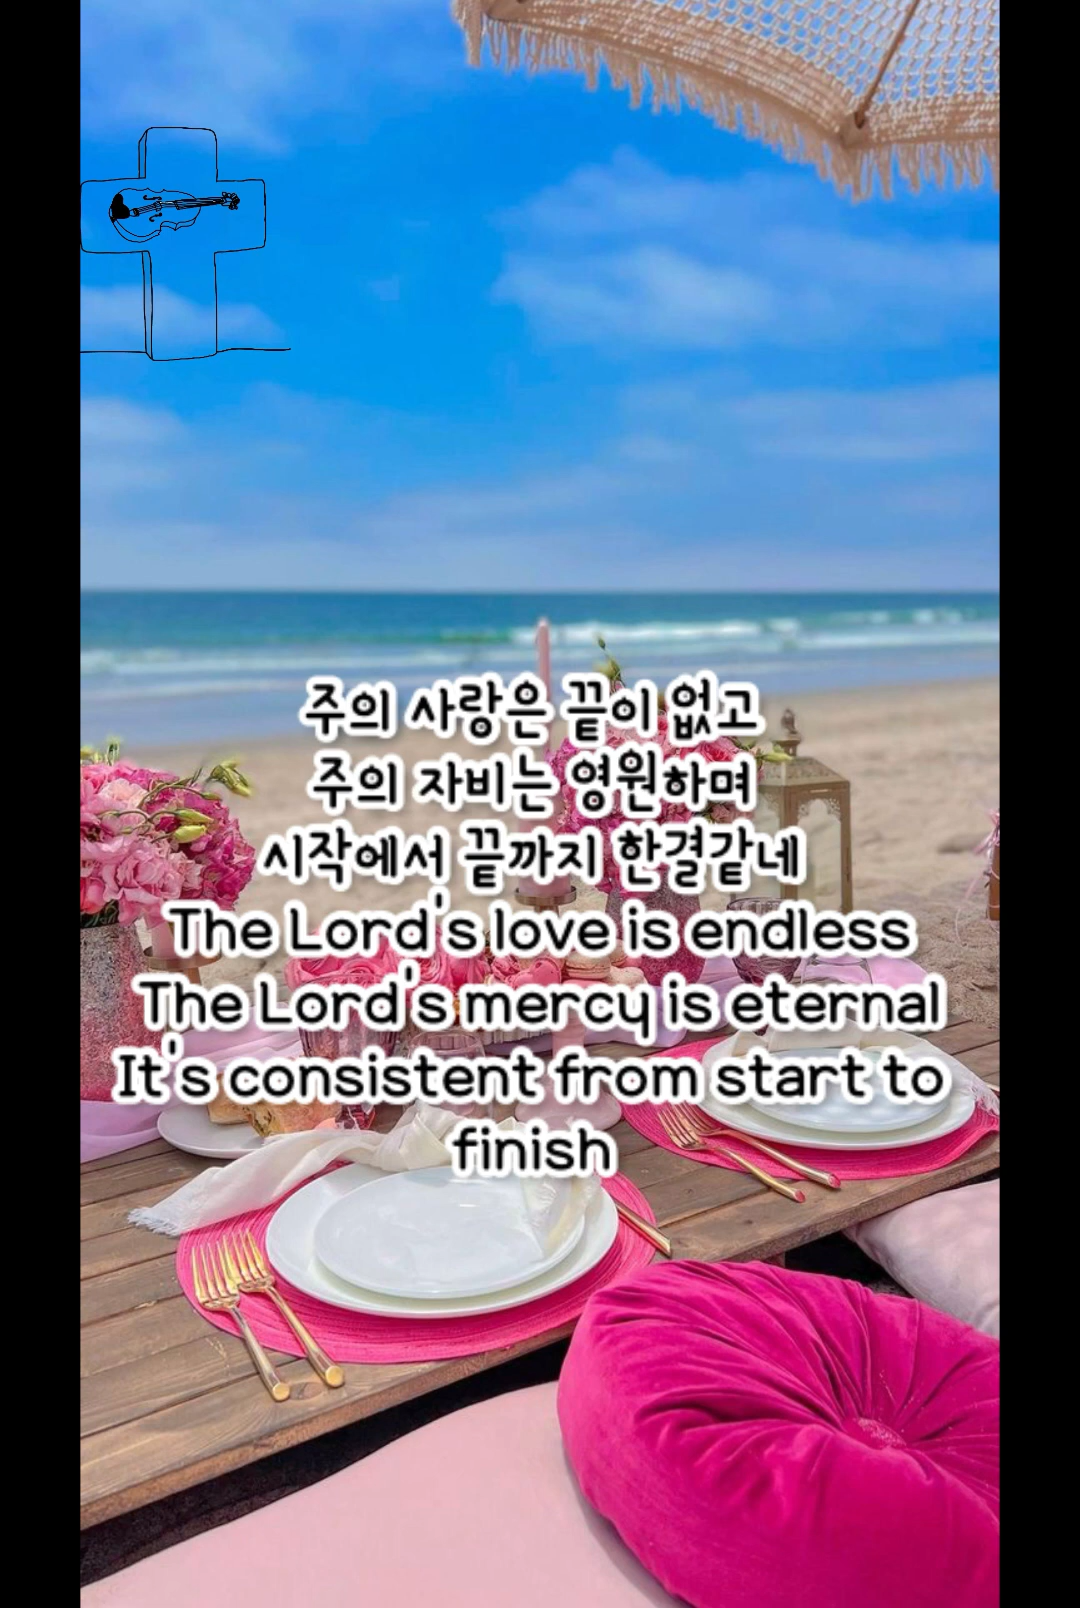 주의 사랑은 끝이 없고
주의 자비는 영원하며
시작에서 끝까지 한결같네
The Lord's love is endless
The Lord's mercy is eternal
It's consistent from start to
finish